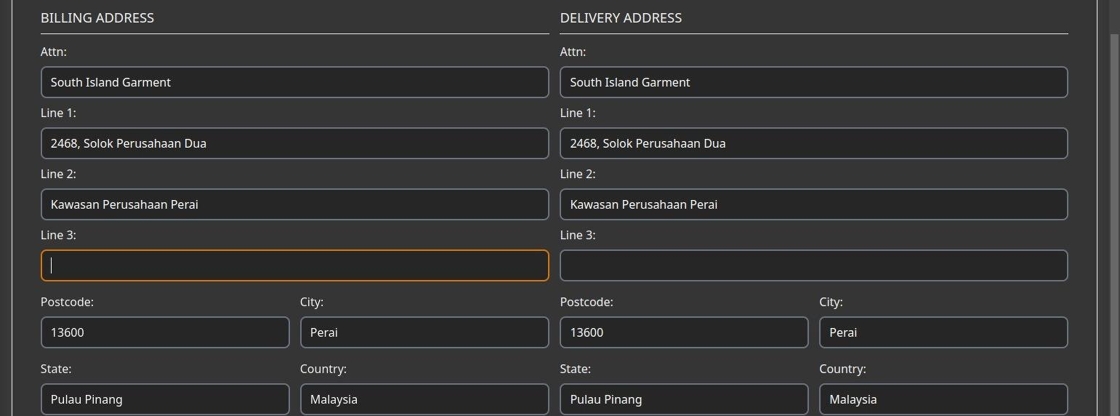 BILLING ADDRESS
Attn:
South Island Garment
Line 1:
2468, Solok Perusahaan Dua
Line 2:
Kawasan Perusahaan Perai
Line 3:
Postcode: City:
13600 Perai
State: Country:
Pulau Pinang Malaysia
DELIVERY ADDRESS
Attn:
South Island Garment
Line 1:
2468, Solok Perusahaan Dua
Line 2:
Kawasan Perusahaan Perai
Line 3:
Postcode: City:
13600 Perai
State: Country:
Pulau Pinang Malaysia